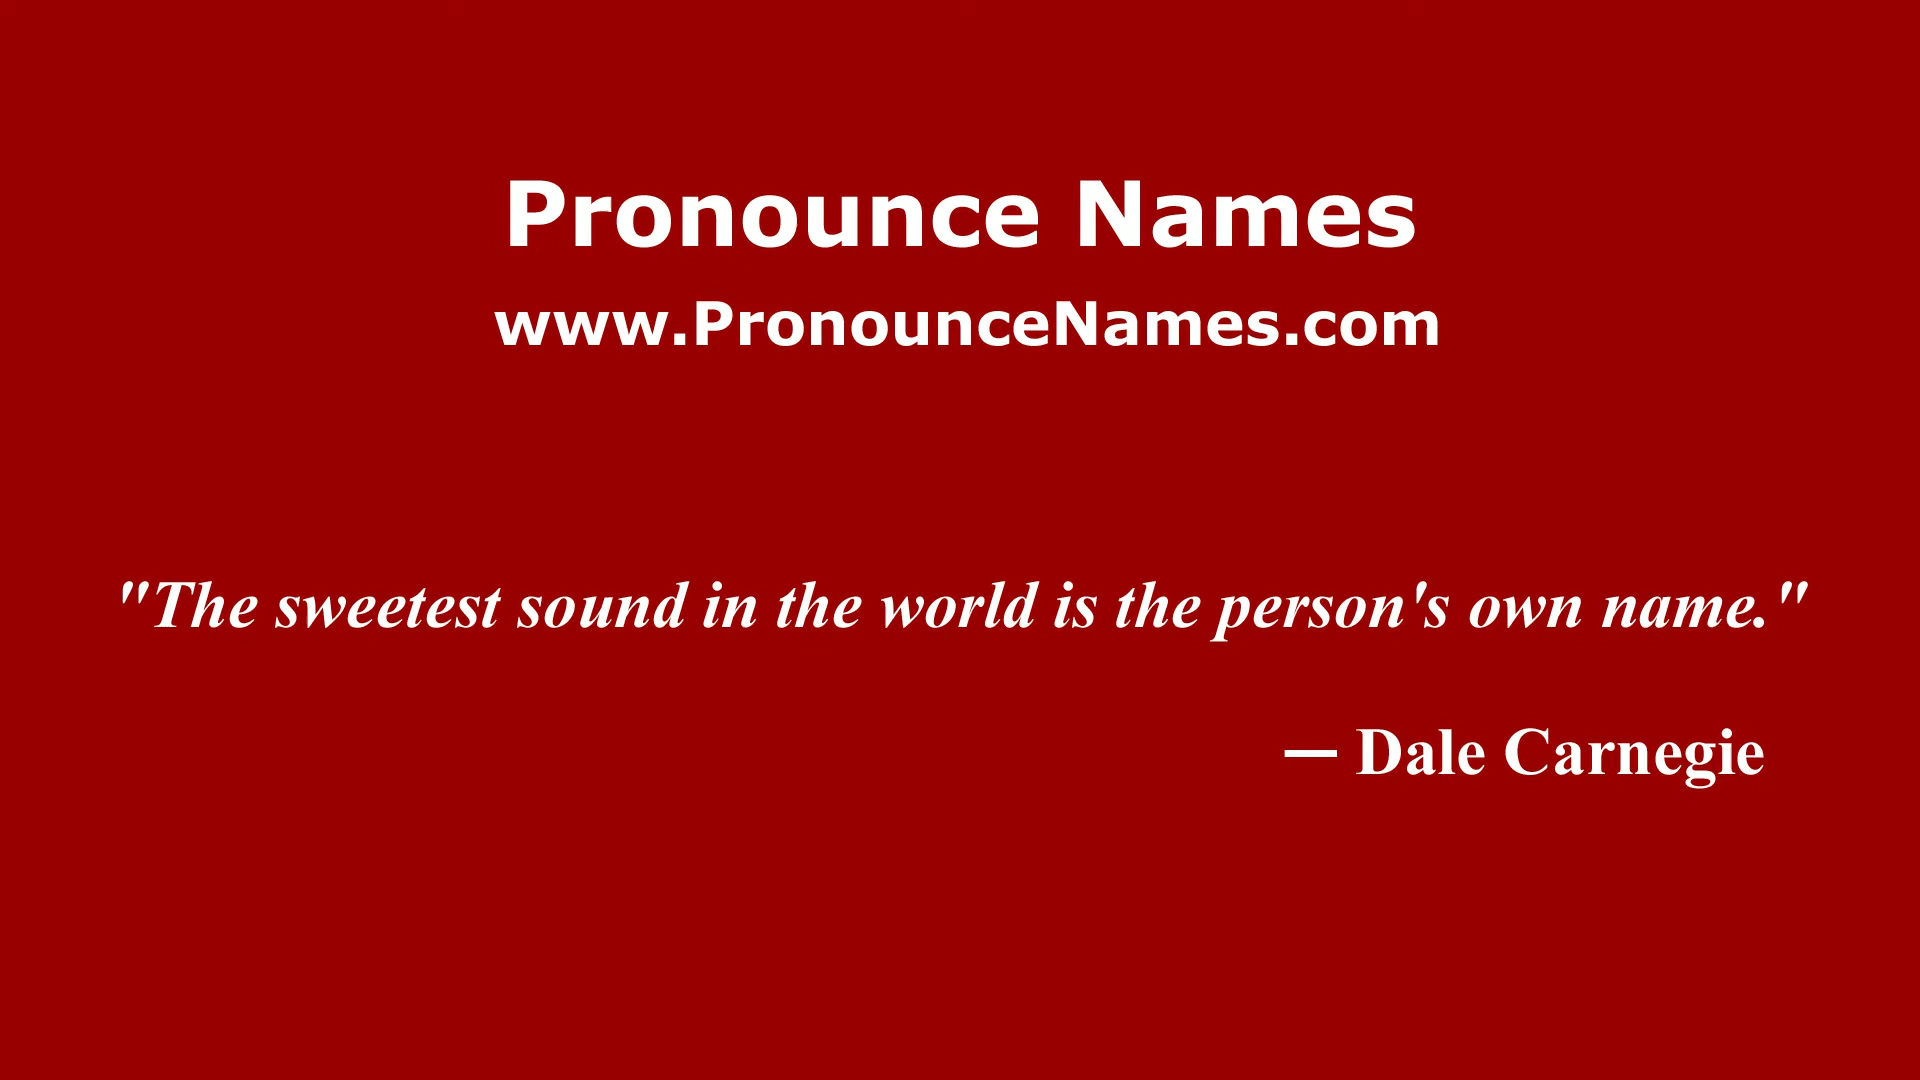 Pronounce Names
www.PronounceNames.com
"The sweetest sound in the world is the person's own name."
— Dale Carnegie